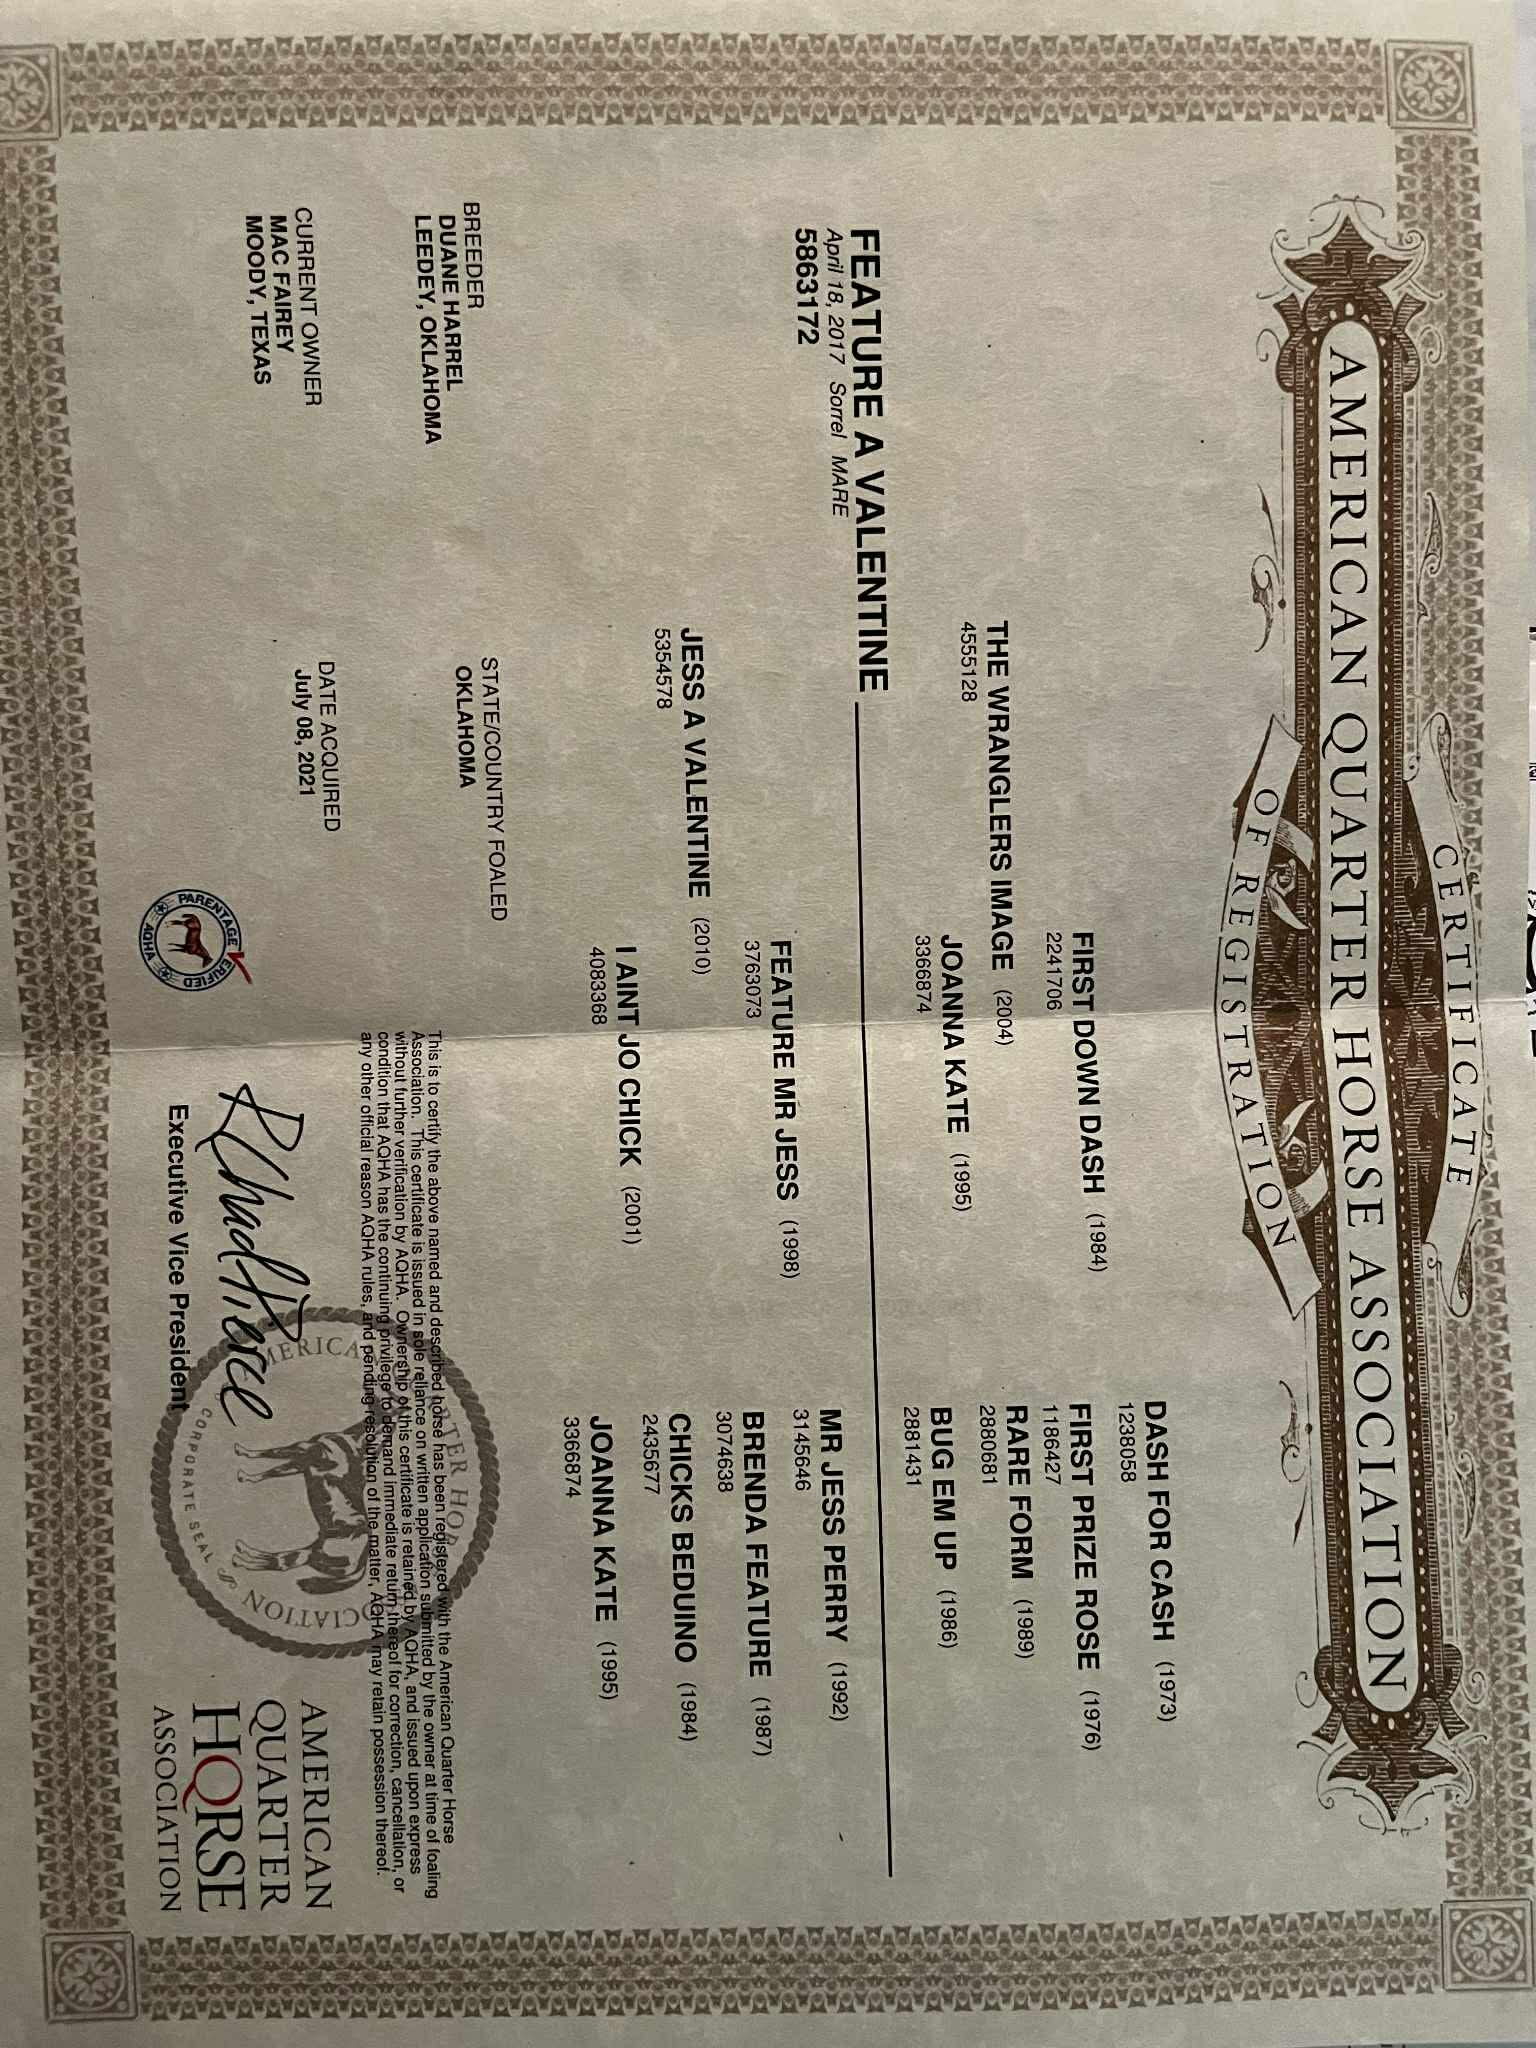 CERTIFICATE
AMERICAN QUARTER HORSE ASSOCIATION
OF REGISTRATION
DASH FOR CASH (1973)
1238058
FIRST DOWN DASH (1984)
2241706
FIRST PRIZE ROSE (1976)
1186427
THE WRANGLERS IMAGE (2004)
4555128
RARE FORM (1989)
2880681
JOANNA KATE (1995)
3366874
BUG EM UP (1986)
2881431
FEATURE A VALENTINE
April 18, 2017 Sorrel MARE
5863172
MR JESS PERRY (1992)
3145646
FEATURE MR JESS (1998)
3763073
BRENDA FEATURE (1987)
3074638
JESS A VALENTINE (2010)
5354578
CHICKS BEDUINO (1984)
2435677
I AINT JO CHICK (2001)
4083368
JOANNA KATE (1995)
3366874
BREEDER
DUANE HARREL
LEEDEY, OKLAHOMA
STATE/COUNTRY FOALED
OKLAHOMA
CURRENT OWNER
MAC FAIREY
MOODY, TEXAS
DATE ACQUIRED
July 08, 2021
This is to certify the above named and described horse has been registered with the American Quarter Horse
Association. This certificate is issued in sole reliance on written application submitted by the owner at time of foaling
without further verification by AQHA. Ownership of this certificate is retained by AQHA, and issued upon express
condition that AQHA has the continuing privilege to demand immediate return thereof for correction, cancellation, or
any other official reason AQHA rules, and pending resolution of the matter, AQHA may retain possession thereof.
PARENTAGE VERIFIED
AQHA
Executive Vice President
AMERICAN QUARTER HORSE ASSOCIATION
CORPORATE SEAL
AMERICAN
QUARTER
HORSE
ASSOCIATION